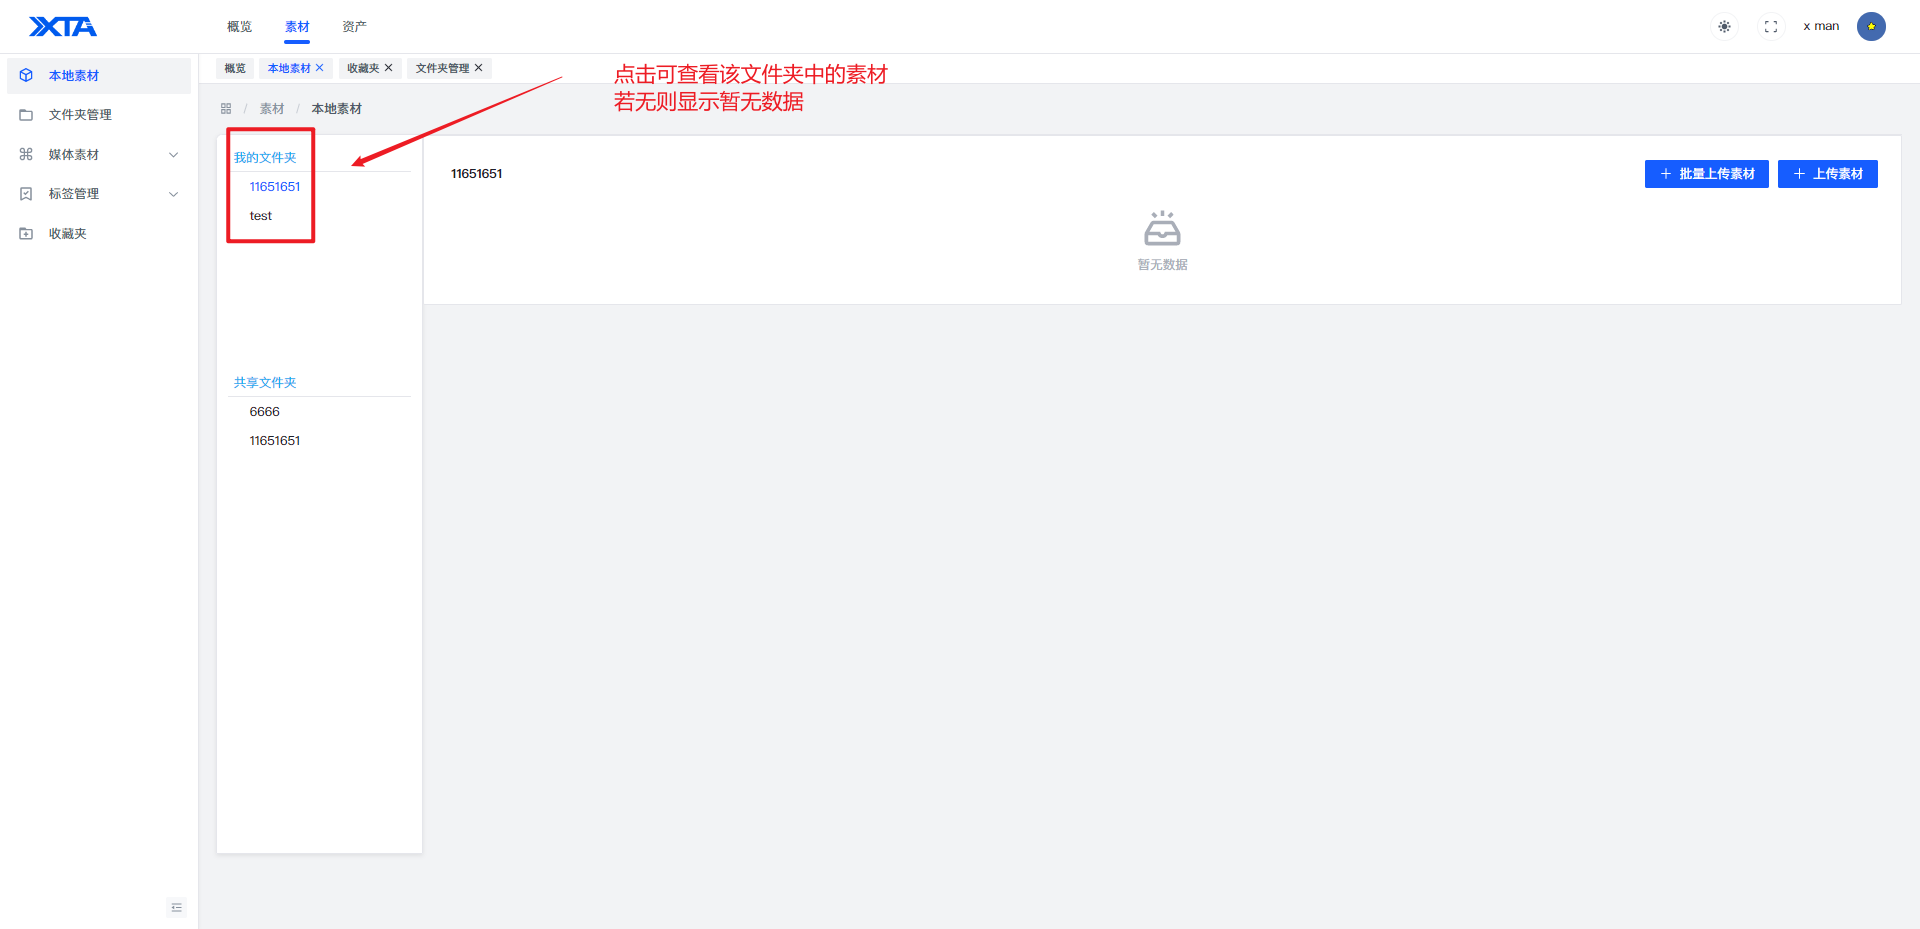 XTA
概览
素材
资产
x man
本地素材
文件夹管理
媒体素材
标签管理
收藏夹
概览
本地素材
收藏夹
文件夹管理
点击可查看该文件夹中的素材
若无则显示暂无数据
/ 素材 / 本地素材
我的文件夹
11651651
test
共享文件夹
6666
11651651
11651651
批量上传素材
上传素材
暂无数据